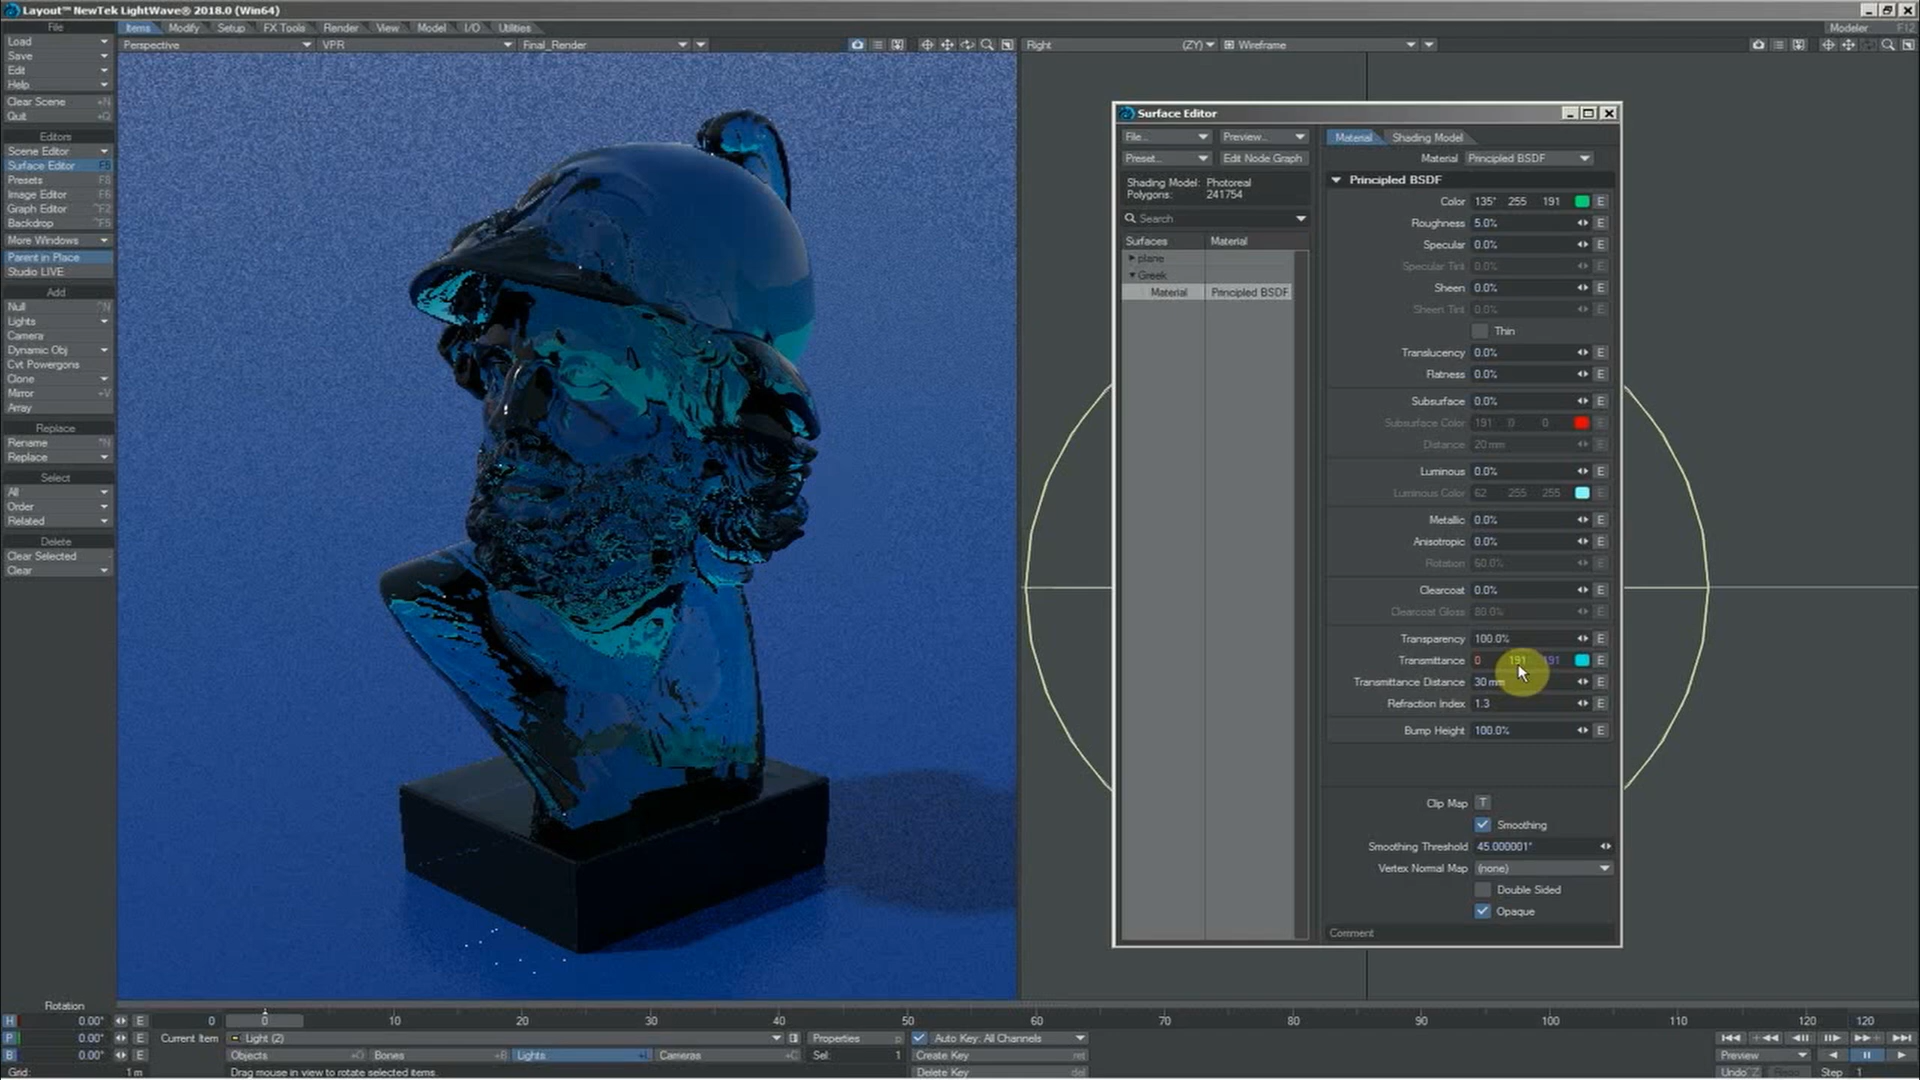 Layout™ NewTek LightWave® 2018.0 (Win64)
File Items Modify Setup FX Tools Render View Model I/O Utilities Modeler F12
Perspective VPR Final_Render Right (ZY) Wireframe
Load
Save
Edit
Help
Clear Scene +N
Quit +Q
Editors
Scene Editor
Surface Editor F5
Presets F8
Image Editor F6
Graph Editor ^F2
Backdrop ^F5
More Windows
Parent in Place
Studio LIVE
Add
Null ^N
Lights
Camera
Dynamic Obj
Cvt Powergons
Clone
Mirror +V
Array
Replace
Rename ^N
Replace
Select
All
Order
Related
Delete
Clear Selected -
Clear
Surface Editor
File... Preview... Material Shading Model
Preset... Edit Node Graph Material Principled BSDF
Shading Model: Photoreal
Polygons: 241754
Search
Surfaces Material
plane
Greek
Material Principled BSDF
Principled BSDF
Color 135° 255 191 E
Roughness 5.0% E
Specular 0.0% E
Specular Tint 0.0% E
Sheen 0.0% E
Sheen Tint 0.0% E
Thin
Translucency 0.0% E
Flatness 0.0% E
Subsurface 0.0% E
Subsurface Color 191 0 0 E
Distance 20 mm E
Luminous 0.0% E
Luminous Color 62 255 255 E
Metallic 0.0% E
Anisotropic 0.0% E
Rotation 60.0% E
Clearcoat 0.0% E
Clearcoat Gloss 80.0% E
Transparency 100.0% E
Transmittance 0 191 191 E
Transmittance Distance 30 mm E
Refraction Index 1.3 E
Bump Height 100.0% E
Clip Map T
Smoothing
Smoothing Threshold 45.000001°
Vertex Normal Map (none)
Double Sided
Opaque
Comment
Rotation
H 0.00° E 0 0 10 20 30 40 50 60 70 80 90 100 110 120 120
P 0.00° E Current Item Light (2) Properties p Auto Key: All Channels
B 0.00° E Objects +O Bones +B Lights +L Cameras +C Sel: 1 Create Key ret Preview
Grid: 1 m Drag mouse in view to rotate selected items. Delete Key del Undo ^Z Redo Step 1